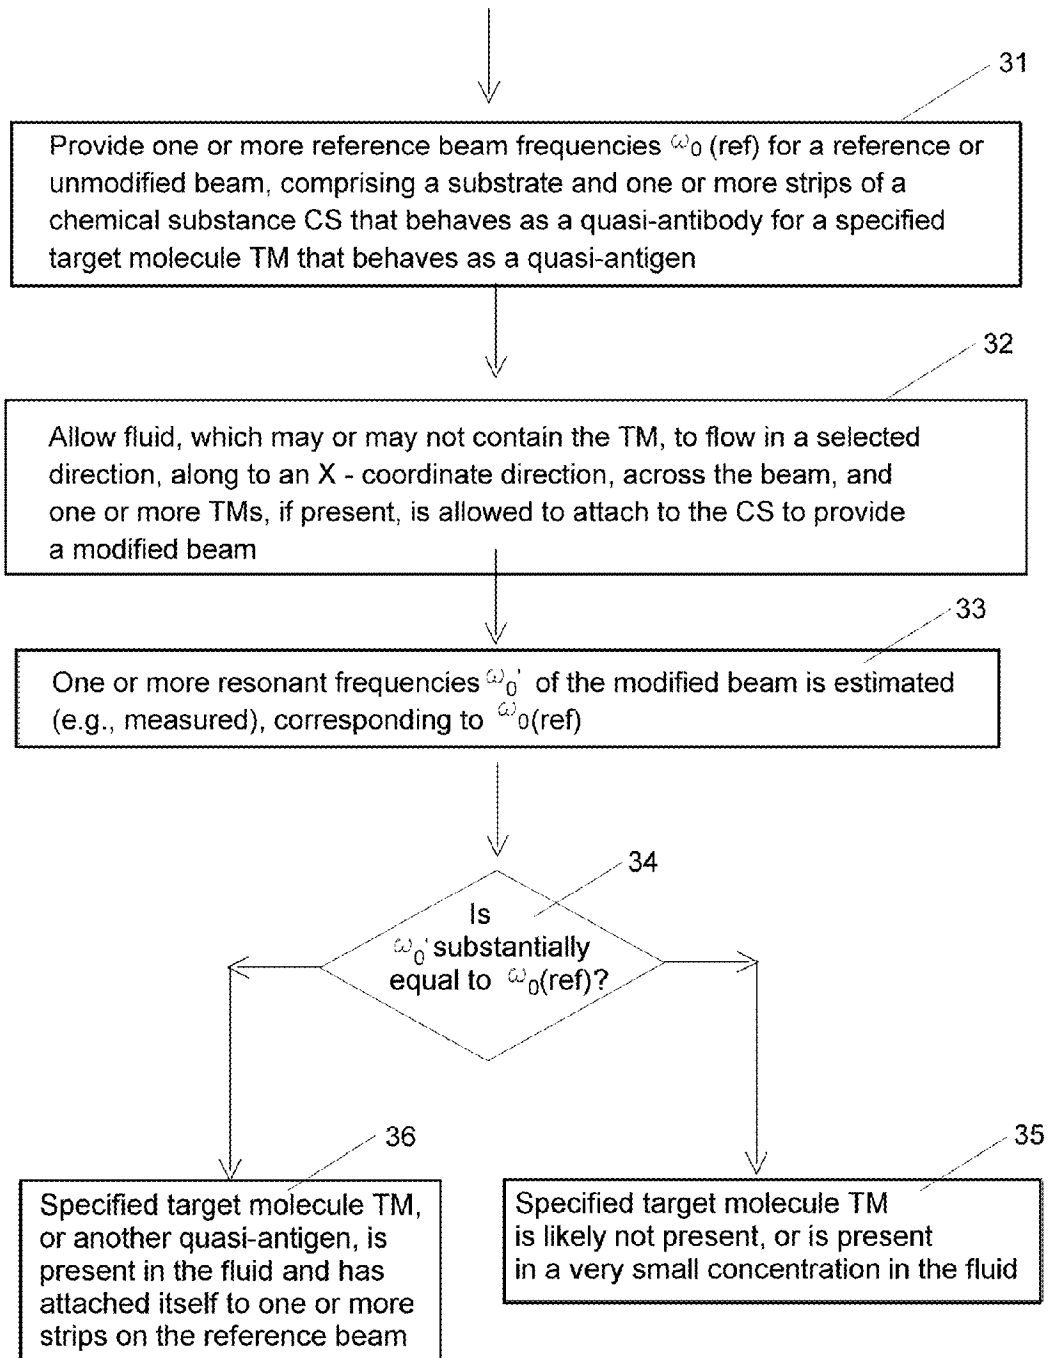 31
Provide one or more reference beam frequencies ω0 (ref) for a reference or
unmodified beam, comprising a substrate and one or more strips of a
chemical substance CS that behaves as a quasi-antibody for a specified
target molecule TM that behaves as a quasi-antigen
32
Allow fluid, which may or may not contain the TM, to flow in a selected
direction, along to an X - coordinate direction, across the beam, and
one or more TMs, if present, is allowed to attach to the CS to provide
a modified beam
33
One or more resonant frequencies ω0' of the modified beam is estimated
(e.g., measured), corresponding to ω0(ref)
34
Is
ω0' substantially
equal to ω0(ref)?
36
Specified target molecule TM,
or another quasi-antigen, is
present in the fluid and has
attached itself to one or more
strips on the reference beam
35
Specified target molecule TM
is likely not present, or is present
in a very small concentration in the fluid